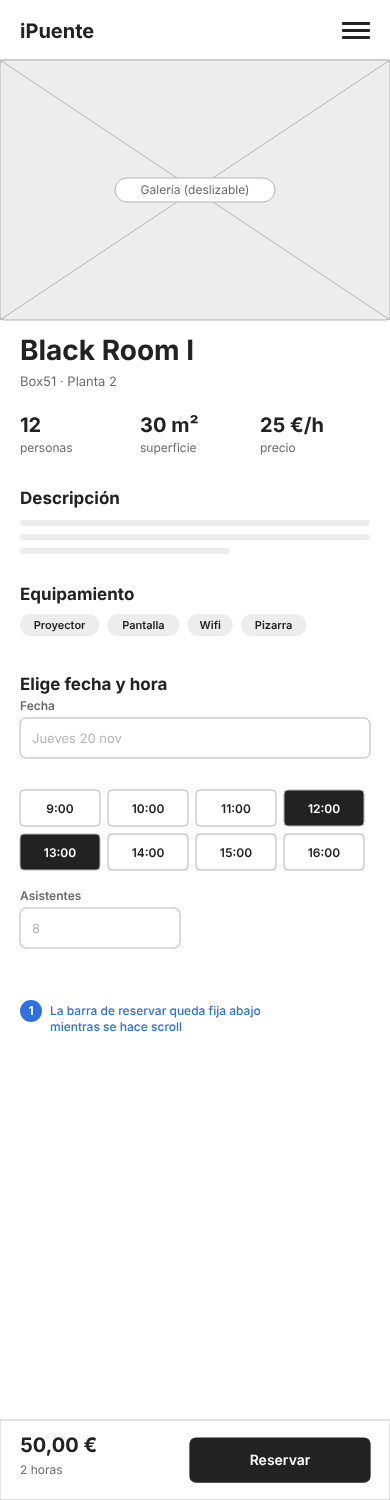 iPuente
Galería (deslizable)
Black Room I
Box51 · Planta 2
12 30 m² 25 €/h
personas superficie precio
Descripción
Equipamiento
Proyector Pantalla Wifi Pizarra
Elige fecha y hora
Fecha
Jueves 20 nov
9:00 10:00 11:00 12:00
13:00 14:00 15:00 16:00
Asistentes
8
1 La barra de reservar queda fija abajo
mientras se hace scroll
50,00 €
2 horas
Reservar